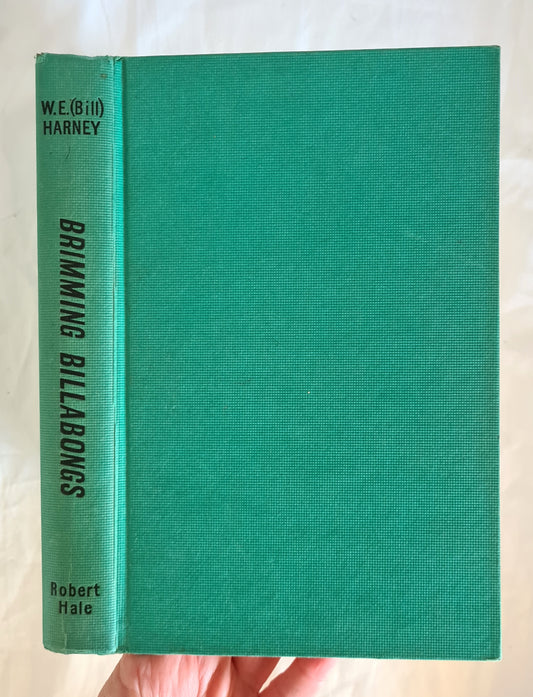 W.E.(Bill)
HARNEY
BRIMMING BILLABONGS
Robert
Hale